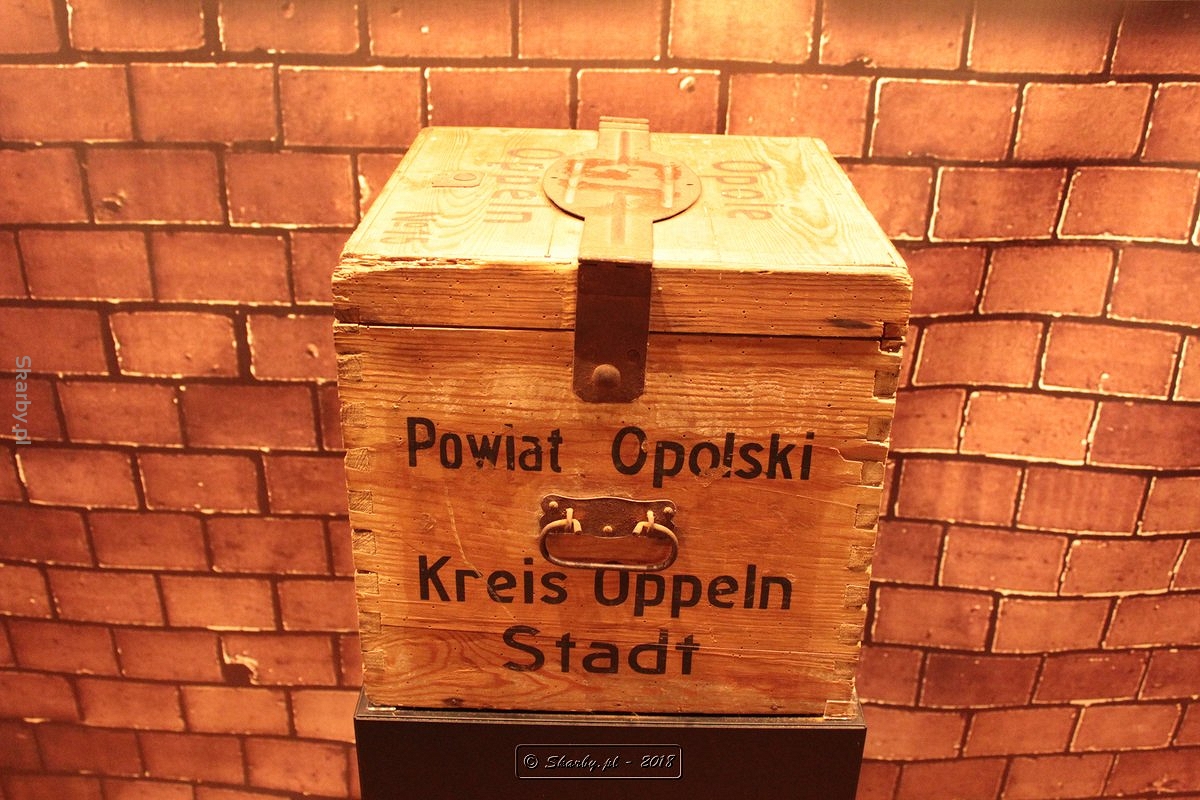 Oppeln
Opole
Powiat Opolski
Kreis Oppeln
Stadt
Skarby.pl
© Skarby.pl - 2018